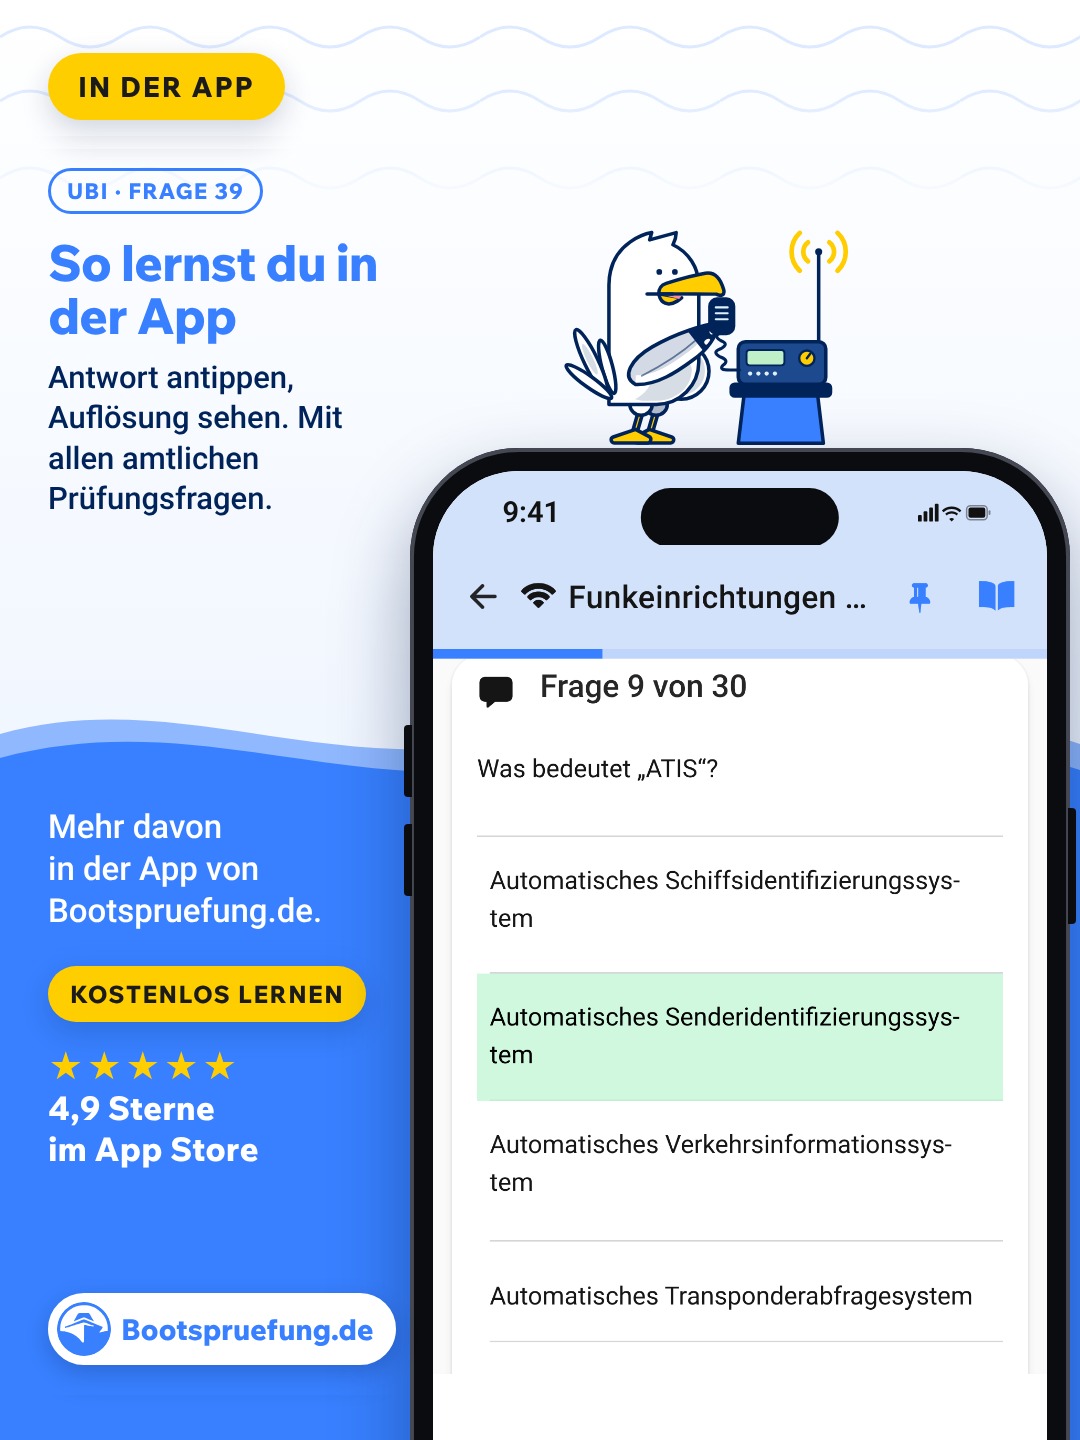 IN DER APP
UBI · FRAGE 39
So lernst du in
der App
Antwort antippen,
Auflösung sehen. Mit
allen amtlichen
Prüfungsfragen.
9:41
Funkeinrichtungen ...
Frage 9 von 30
Was bedeutet „ATIS“?
Automatisches Schiffsidentifizierungssys-
tem
Automatisches Senderidentifizierungssys-
tem
Automatisches Verkehrsinformationssys-
tem
Automatisches Transponderabfragesystem
Mehr davon
in der App von
Bootspruefung.de.
KOSTENLOS LERNEN
★★★★★
4,9 Sterne
im App Store
Bootspruefung.de